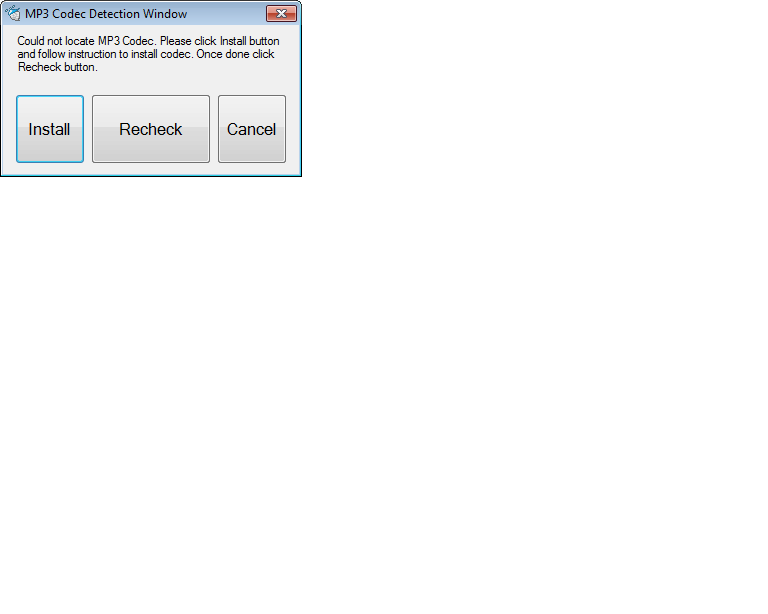 MP3 Codec Detection Window
Could not locate MP3 Codec. Please click Install button
and follow instruction to install codec. Once done click
Recheck button.
Install
Recheck
Cancel